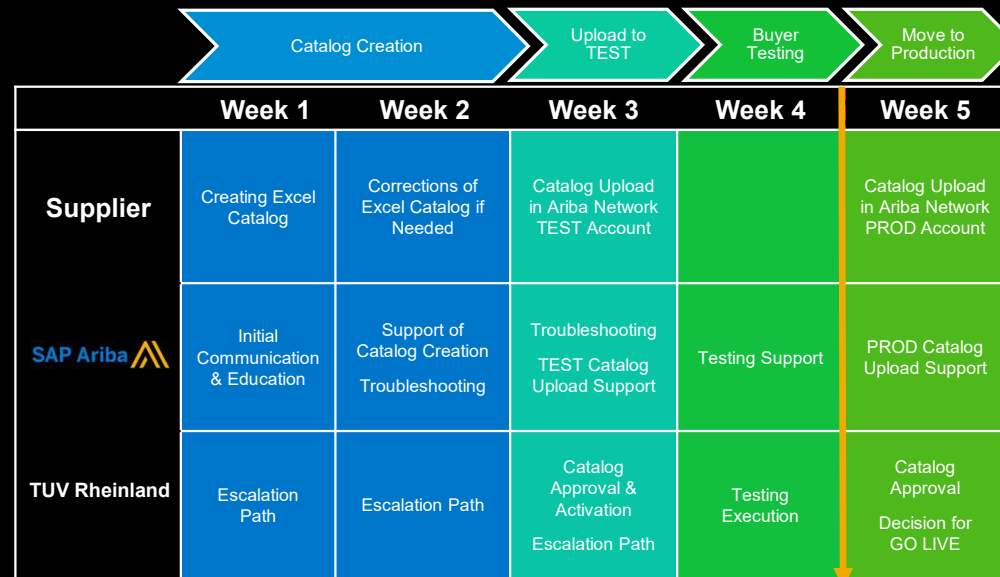 Catalog Creation
Upload to
TEST
Buyer
Testing
Move to
Production
Week 1
Week 2
Week 3
Week 4
Week 5
Supplier
Creating Excel
Catalog
Corrections of
Excel Catalog if
Needed
Catalog Upload
in Ariba Network
TEST Account
Catalog Upload
in Ariba Network
PROD Account
SAP Ariba
Initial
Communication
& Education
Support of
Catalog Creation
Troubleshooting
Troubleshooting
TEST Catalog
Upload Support
Testing Support
PROD Catalog
Upload Support
TUV Rheinland
Escalation
Path
Escalation Path
Catalog
Approval &
Activation
Escalation Path
Testing
Execution
Catalog
Approval
Decision for
GO LIVE